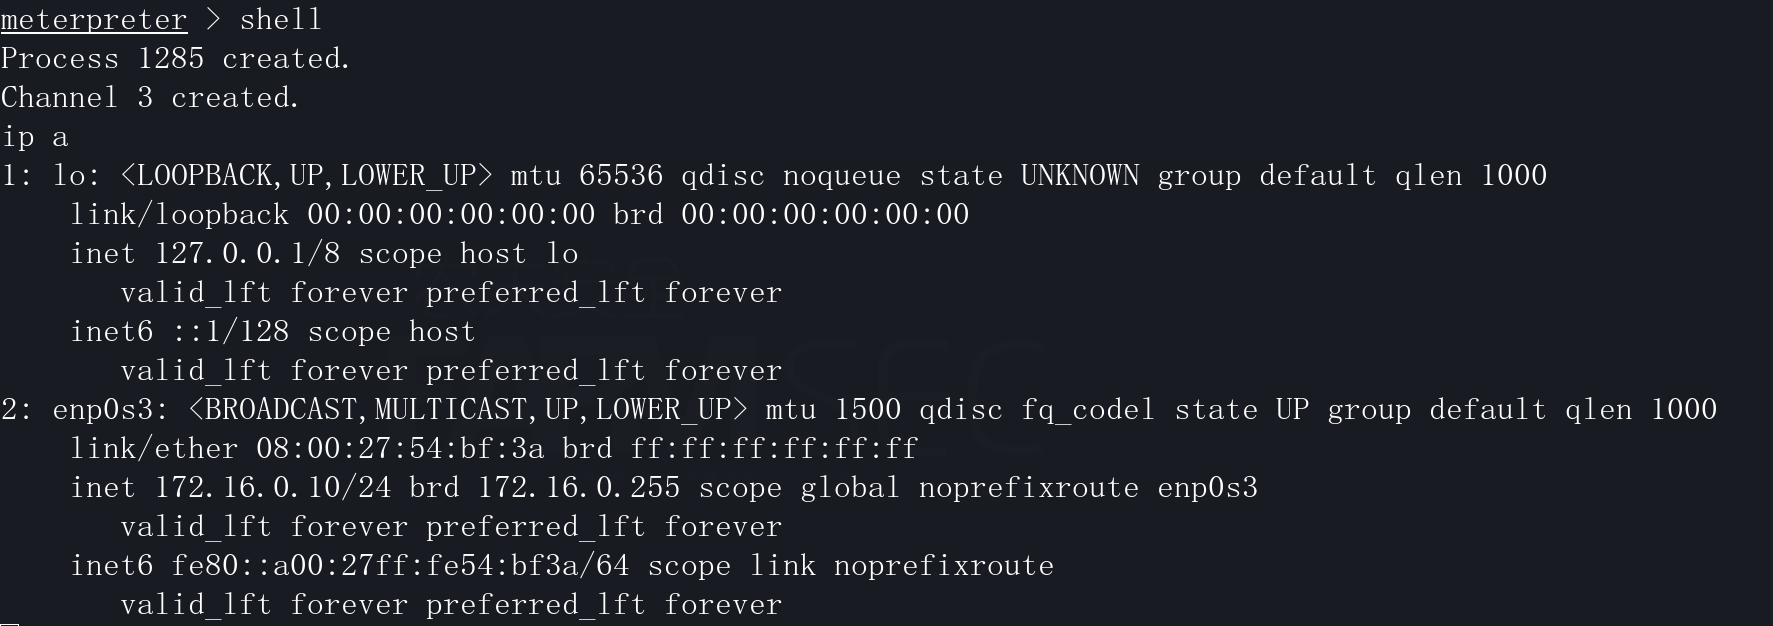 meterpreter > shell
Process 1285 created.
Channel 3 created.
ip a
1: lo: <LOOPBACK,UP,LOWER_UP> mtu 65536 qdisc noqueue state UNKNOWN group default qlen 1000
    link/loopback 00:00:00:00:00:00 brd 00:00:00:00:00:00
    inet 127.0.0.1/8 scope host lo
       valid_lft forever preferred_lft forever
    inet6 ::1/128 scope host
       valid_lft forever preferred_lft forever
2: enp0s3: <BROADCAST,MULTICAST,UP,LOWER_UP> mtu 1500 qdisc fq_codel state UP group default qlen 1000
    link/ether 08:00:27:54:bf:3a brd ff:ff:ff:ff:ff:ff
    inet 172.16.0.10/24 brd 172.16.0.255 scope global noprefixroute enp0s3
       valid_lft forever preferred_lft forever
    inet6 fe80::a00:27ff:fe54:bf3a/64 scope link noprefixroute
       valid_lft forever preferred_lft forever